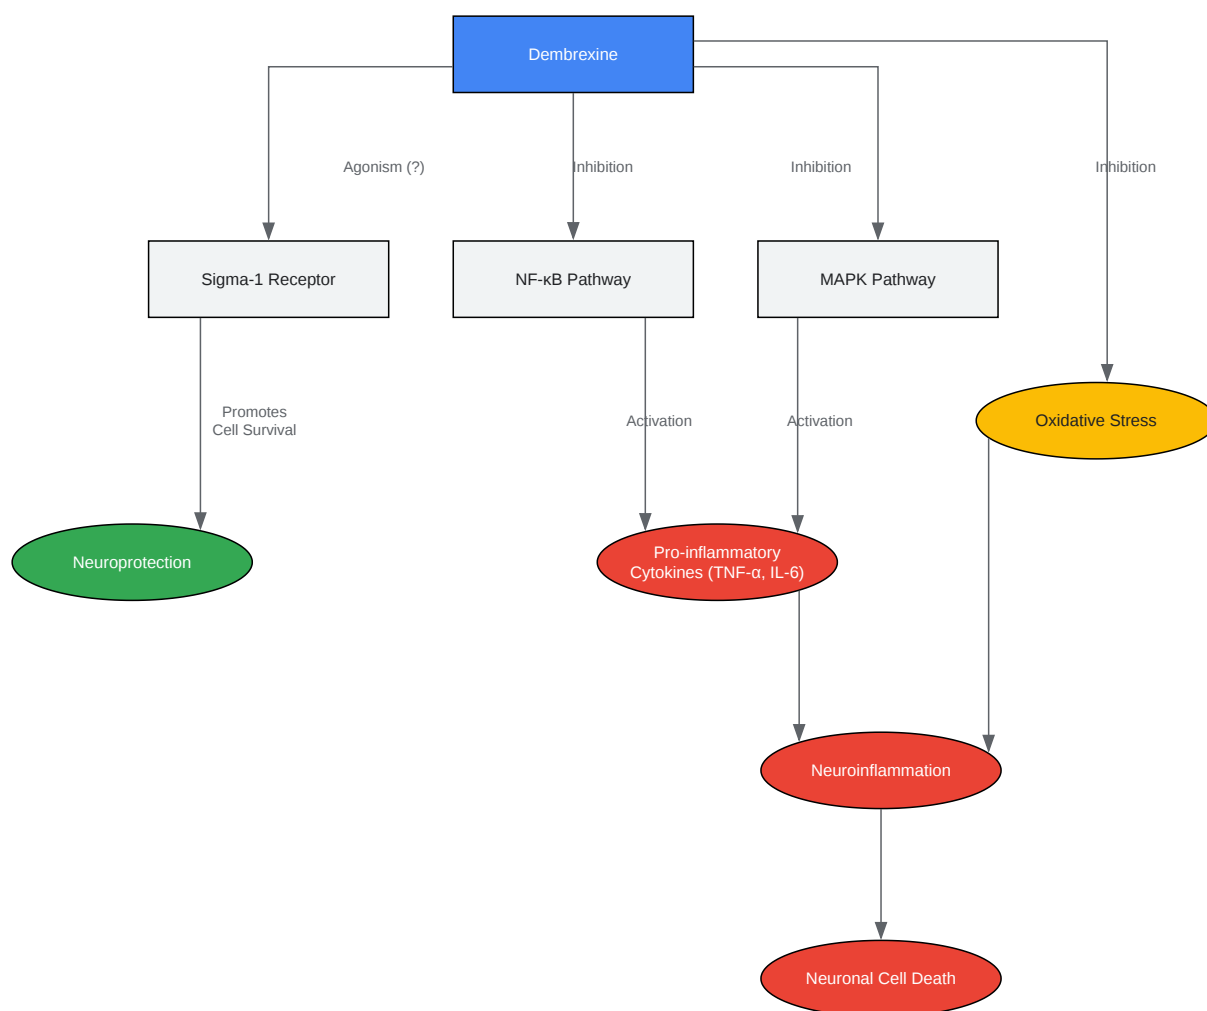 Dembrexine
Agonism (?)
Inhibition
Inhibition
Inhibition
Sigma-1 Receptor
NF-κB Pathway
MAPK Pathway
Promotes
Cell Survival
Activation
Activation
Oxidative Stress
Neuroprotection
Pro-inflammatory
Cytokines (TNF-α, IL-6)
Neuroinflammation
Neuronal Cell Death